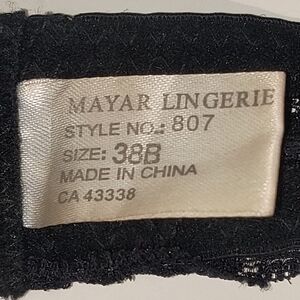 MAYAR LINGERIE
STYLE NO.: 807
SIZE: 38B
MADE IN CHINA
CA 43338